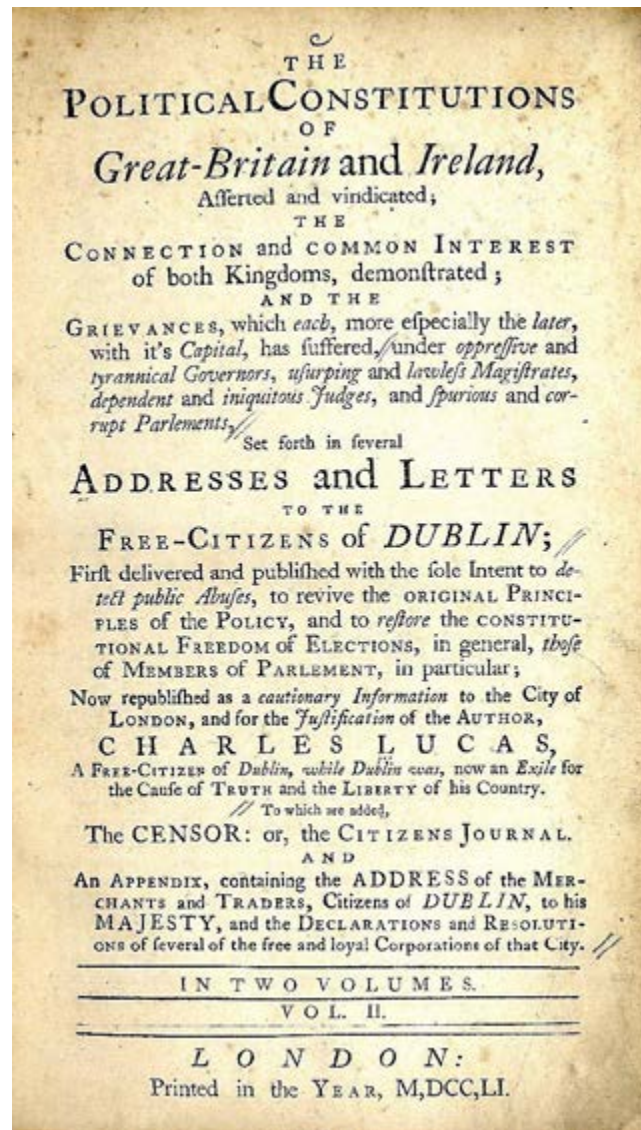 THE
POLITICAL CONSTITUTIONS
OF
Great-Britain and Ireland,
Aſſerted and vindicated;
THE
CONNECTION and COMMON INTEREST
of both Kingdoms, demonſtrated;
AND THE
GRIEVANCES, which each, more eſpecially the later,
with it's Capital, has ſuffered, // under oppreſſive and
tyrannical Governors, uſurping and lawleſs Magiſtrates,
dependent and iniquitous Judges, and ſpurious and cor-
rupt Parlements, //
Set forth in ſeveral
ADDRESSES and LETTERS
TO THE
FREE-CITIZENS of DUBLIN; //
Firſt delivered and publiſhed with the ſole Intent to de-
tect public Abuſes, to revive the ORIGINAL PRINCI-
PLES of the POLICY, and to reſtore the CONSTITU-
TIONAL FREEDOM of ELECTIONS, in general, thoſe
of MEMBERS of PARLEMENT, in particular;
Now republiſhed as a cautionary Information to the City of
LONDON, and for the Juſtification of the AUTHOR,
CHARLES LUCAS,
A FREE-CITIZEN of Dublin, while Dublin was, now an Exile for
the Cauſe of TRUTH and the LIBERTY of his Country.
// To which are added,
The CENSOR: or, the CITIZENS JOURNAL.
AND
An APPENDIX, containing the ADDRESS of the MER-
CHANTS and TRADERS, Citizens of DUBLIN, to his
MAJESTY, and the DECLARATIONS and RESOLUTI-
ONS of ſeveral of the free and loyal Corporations of that City. //
IN TWO VOLUMES.
VOL. II.
LONDON:
Printed in the YEAR, M,DCC,LI.